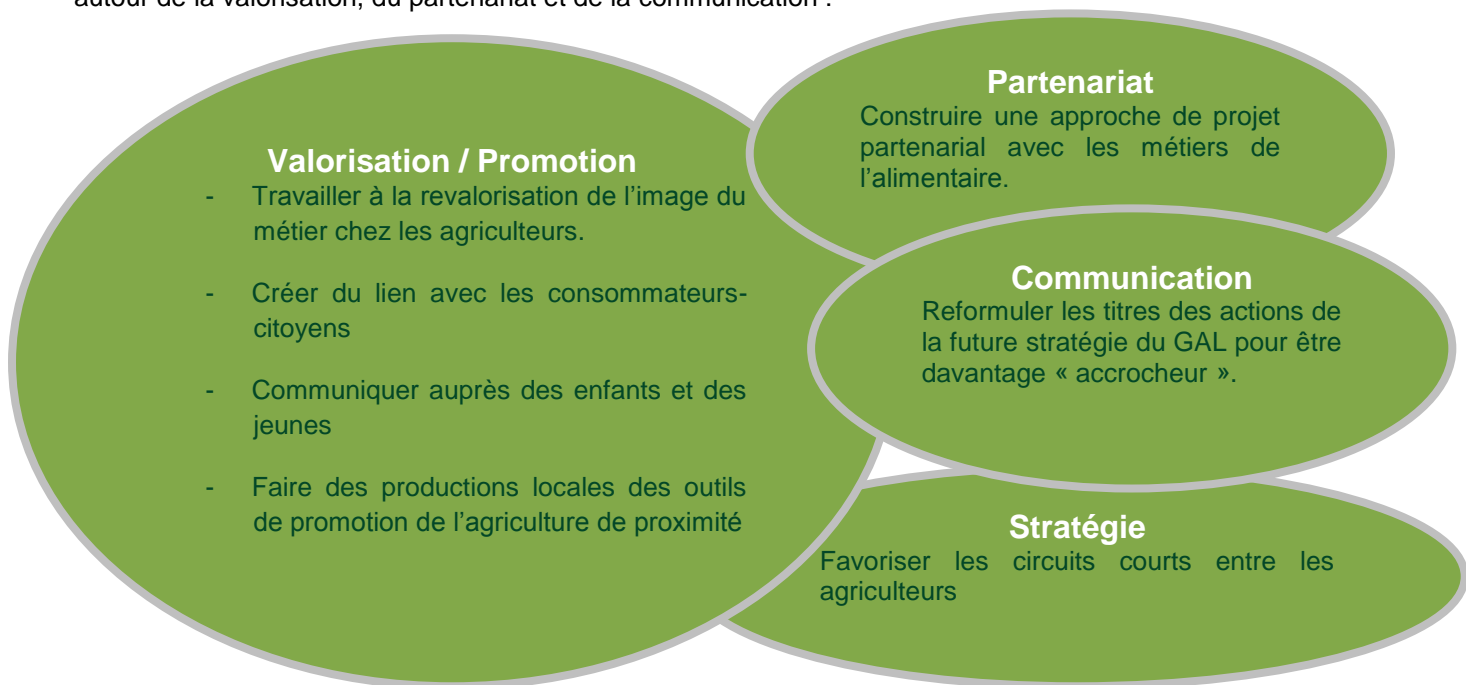 autour de la valorisation, du partenariat et de la communication :
Valorisation / Promotion
- Travailler à la revalorisation de l'image du
métier chez les agriculteurs.
- Créer du lien avec les consommateurs-
citoyens
- Communiquer auprès des enfants et des
jeunes
- Faire des productions locales des outils
de promotion de l'agriculture de proximité
Partenariat
Construire une approche de projet
partenarial avec les métiers de
l'alimentaire.
Communication
Reformuler les titres des actions de
la future stratégie du GAL pour être
davantage « accrocheur ».
Stratégie
Favoriser les circuits courts entre les
agriculteurs